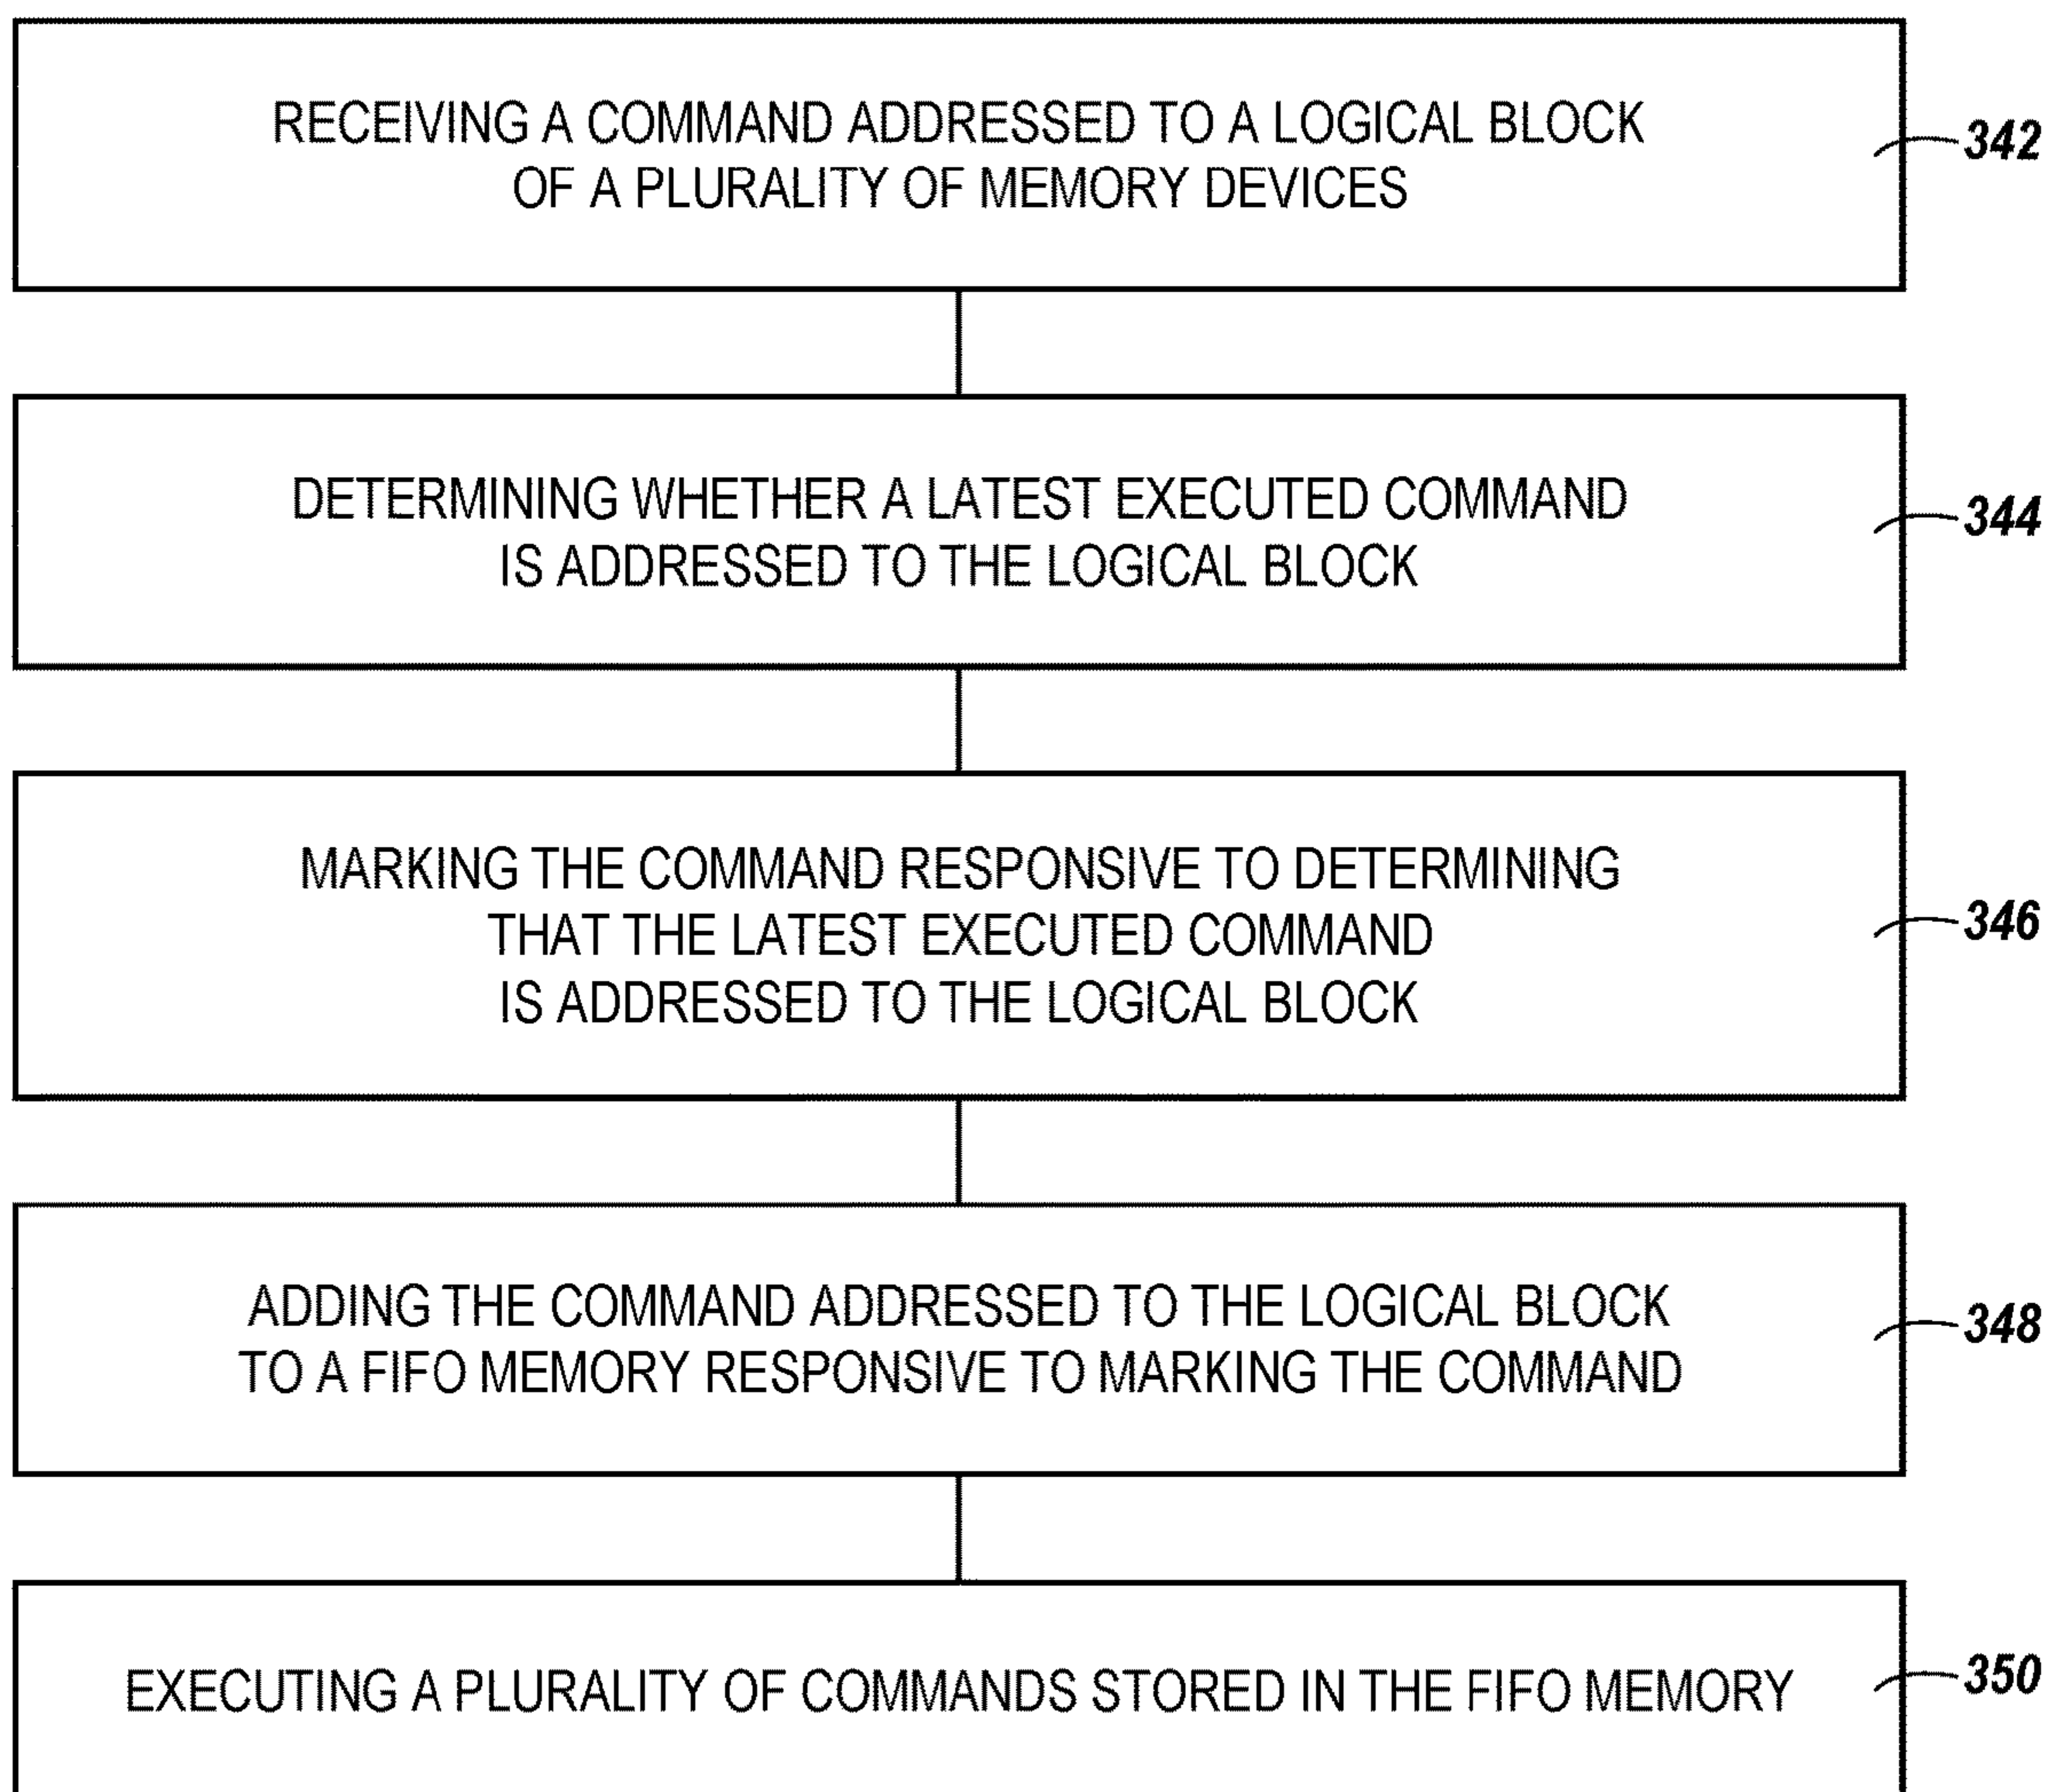 RECEIVING A COMMAND ADDRESSED TO A LOGICAL BLOCK
OF A PLURALITY OF MEMORY DEVICES
342
DETERMINING WHETHER A LATEST EXECUTED COMMAND
IS ADDRESSED TO THE LOGICAL BLOCK
344
MARKING THE COMMAND RESPONSIVE TO DETERMINING
THAT THE LATEST EXECUTED COMMAND
IS ADDRESSED TO THE LOGICAL BLOCK
346
ADDING THE COMMAND ADDRESSED TO THE LOGICAL BLOCK
TO A FIFO MEMORY RESPONSIVE TO MARKING THE COMMAND
348
EXECUTING A PLURALITY OF COMMANDS STORED IN THE FIFO MEMORY
350